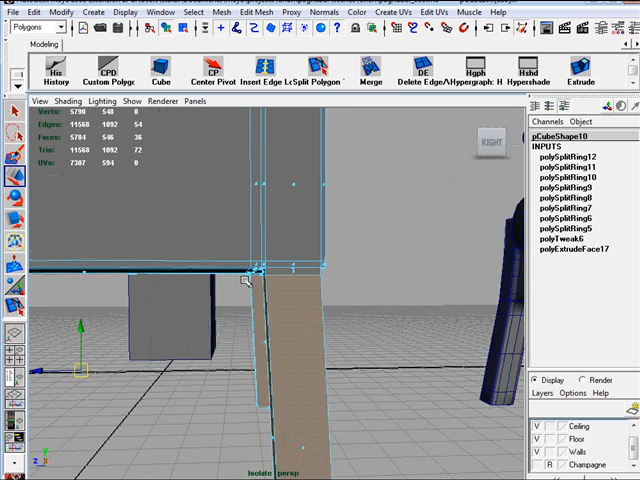 File Edit Modify Create Display Window Select Mesh Edit Mesh Proxy Normals Color Create UVs Edit UVs Muscle Help
Polygons
Modeling
His CPD CP DE Hgph Hshd
History Custom Polyg Cube Center Pivot Insert Edge Lo Split Polygon Merge Delete Edge/ Hypergraph: H Hypershade Extrude
View Shading Lighting Show Renderer Panels
Verts: 5790 548 0
Edges: 11568 1092 54
Faces: 5784 546 36
Tris: 11568 1092 72
UVs: 7307 594 0
RIGHT
Isolate persp
Channels Object
pCubeShape10
INPUTS
polySplitRing12
polySplitRing11
polySplitRing10
polySplitRing9
polySplitRing8
polySplitRing7
polySplitRing6
polySplitRing5
polyTweak6
polyExtrudeFace17
Display Render
Layers Options Help
V Ceiling
V Floor
V Walls
R Champagne